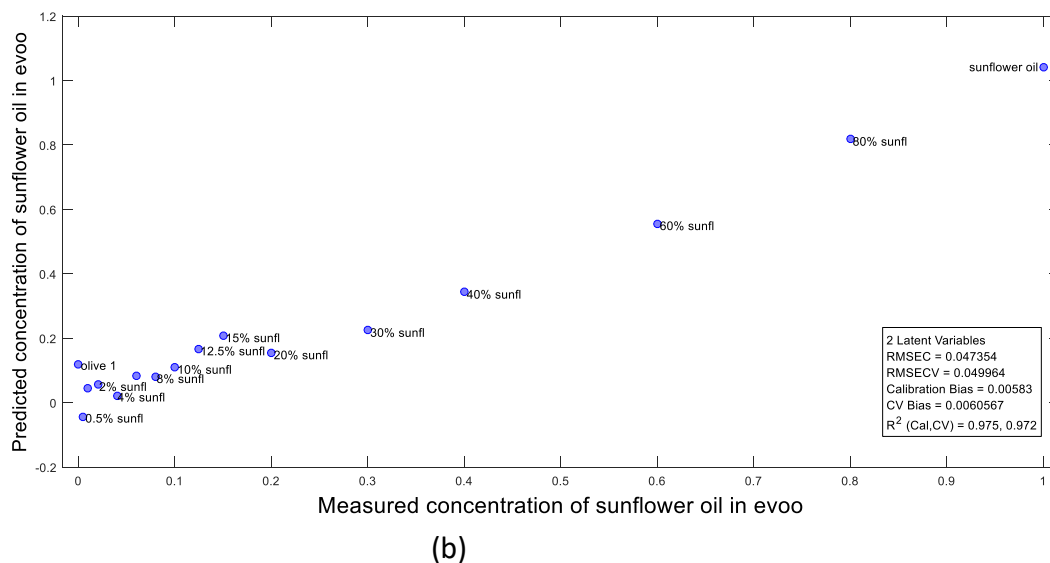 1.2
1
0.8
0.6
0.4
0.2
0
-0.2
Predicted concentration of sunflower oil in evoo
sunflower oil
80% sunfl
60% sunfl
40% sunfl
30% sunfl
15% sunfl
12.5% sunfl
20% sunfl
olive 1
10% sunfl
8% sunfl
2% sunfl
4% sunfl
0.5% sunfl
2 Latent Variables
RMSEC = 0.047354
RMSECV = 0.049964
Calibration Bias = 0.00583
CV Bias = 0.0060567
R² (Cal,CV) = 0.975, 0.972
0 0.1 0.2 0.3 0.4 0.5 0.6 0.7 0.8 0.9 1
Measured concentration of sunflower oil in evoo
(b)